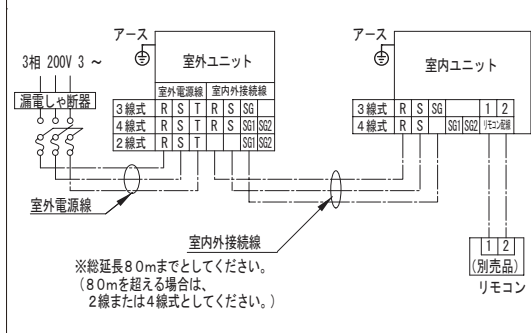 アース
室外ユニット
3相 200V 3 ～
漏電しゃ断器
室外電源線 室内外接続線
3線式 R S T R S SG
4線式 R S T R S SG1 SG2
2線式 R S T SG1 SG2
アース
室内ユニット
3線式 R S SG 1 2
4線式 R S SG1 SG2 リモコン配線
室外電源線
室内外接続線
※総延長80mまでとしてください。
(80mを超える場合は、
2線または4線式としてください。)
1 2
(別売品)
リモコン